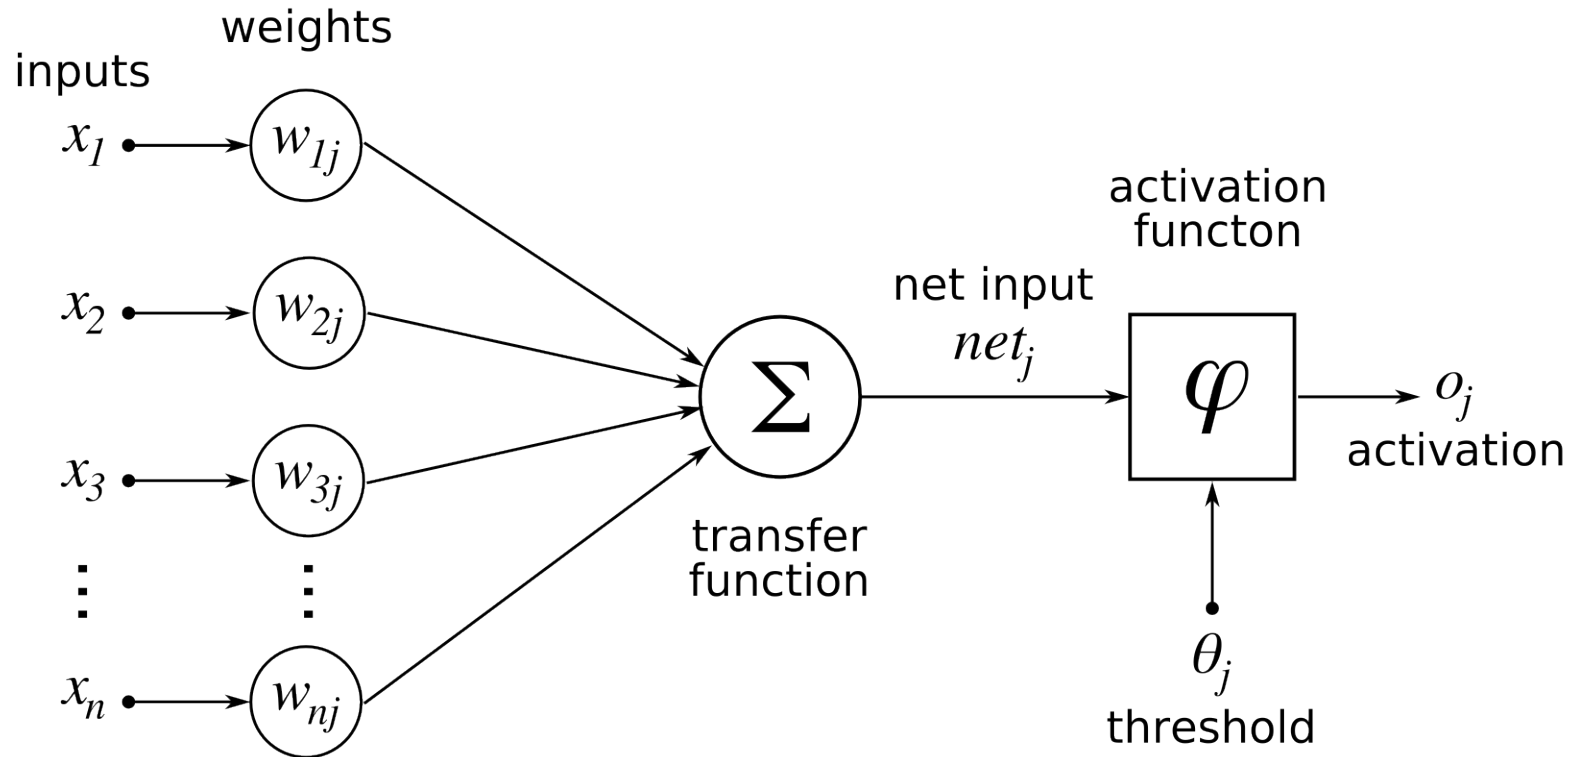 weights
inputs
x1
w1j
x2
w2j
x3
w3j
⋮ ⋮
xn
wnj
Σ
transfer
function
net input
netj
activation
functon
φ
oj
activation
θj
threshold